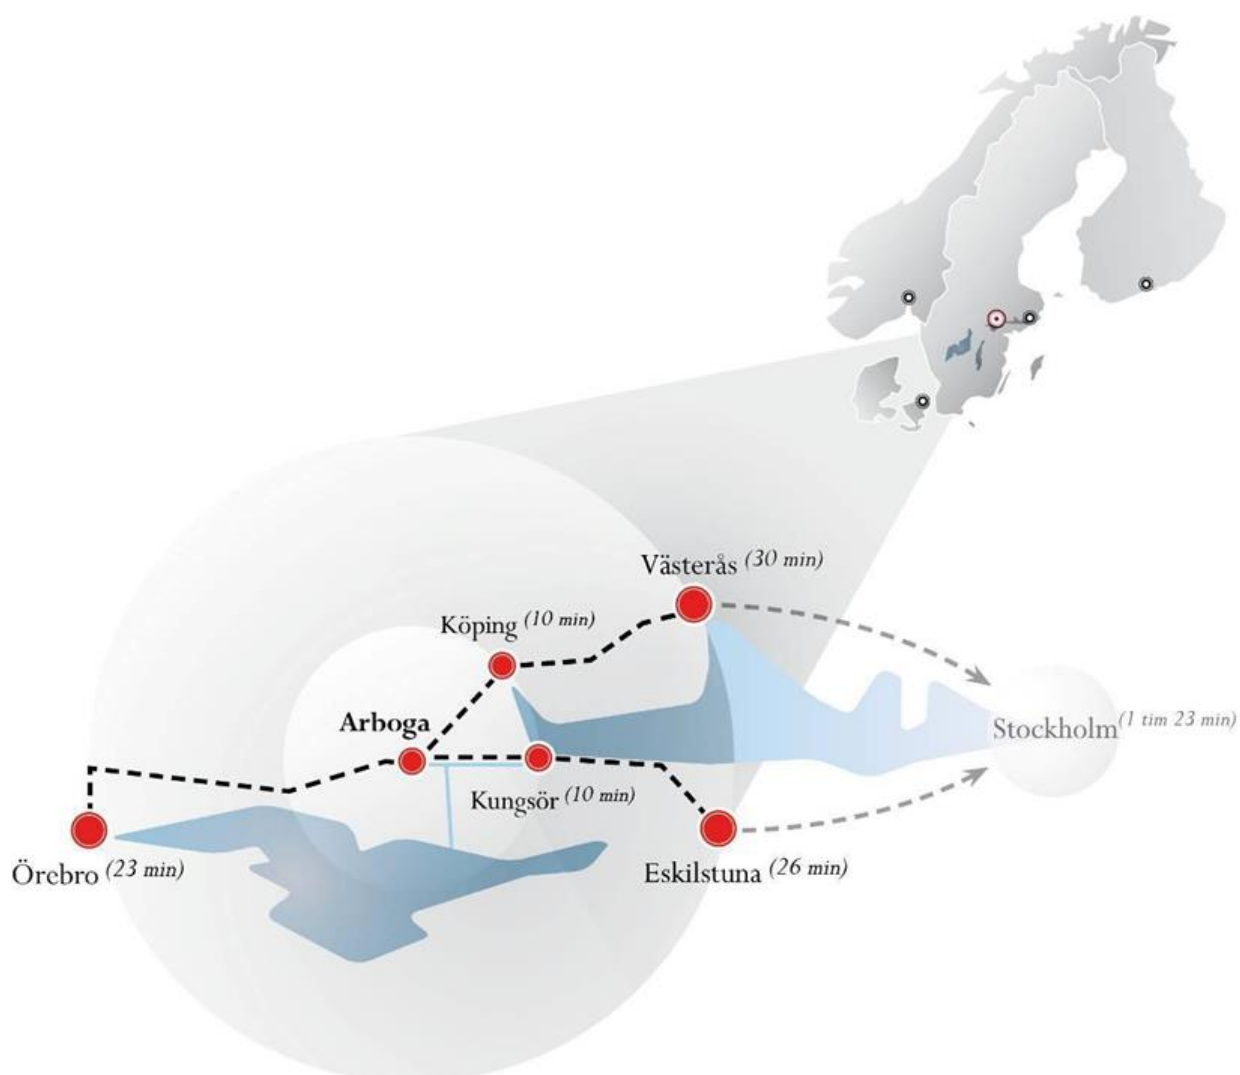 Västerås (30 min)
Köping (10 min)
Arboga
Stockholm (1 tim 23 min)
Kungsör (10 min)
Örebro (23 min)
Eskilstuna (26 min)